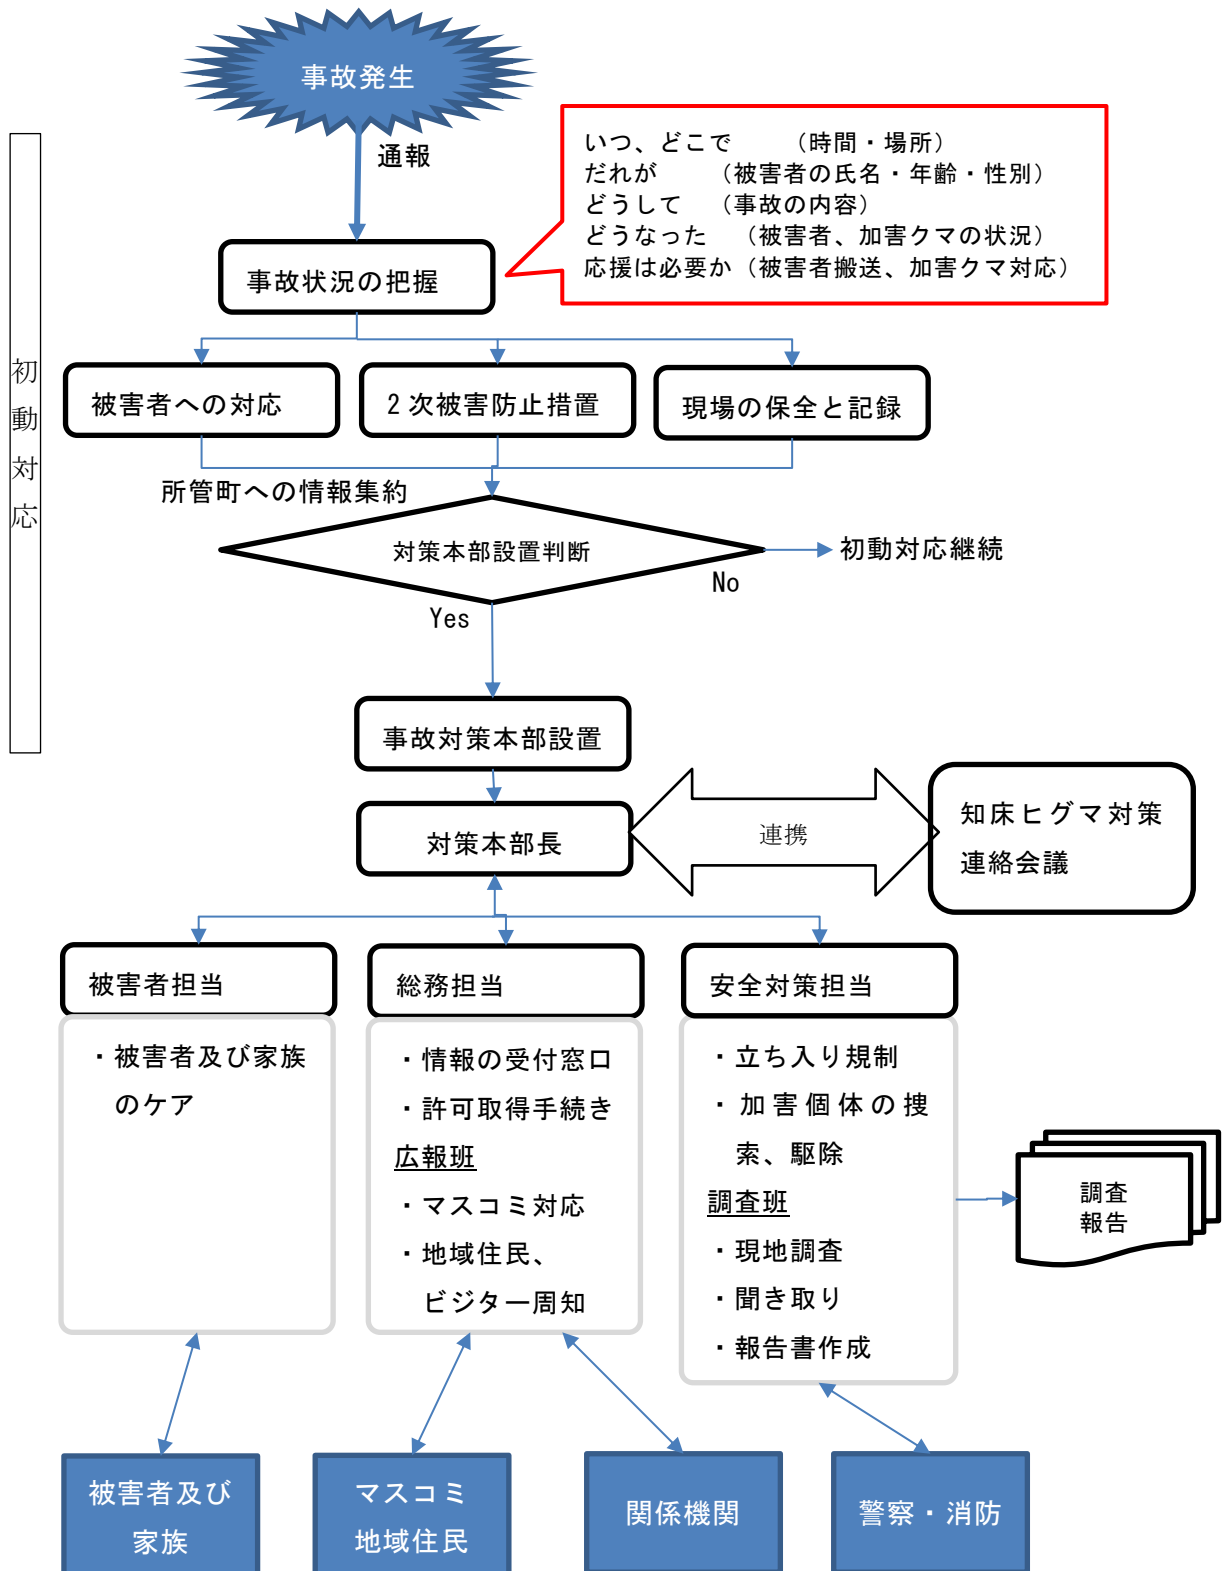 事故発生
通報
いつ、どこで　　（時間・場所）
だれが　　（被害者の氏名・年齢・性別）
どうして　（事故の内容）
どうなった　（被害者、加害クマの状況）
応援は必要か（被害者搬送、加害クマ対応）
事故状況の把握
初動対応
被害者への対応
2次被害防止措置
現場の保全と記録
所管町への情報集約
対策本部設置判断
初動対応継続
No
Yes
事故対策本部設置
対策本部長
連携
知床ヒグマ対策
連絡会議
被害者担当
・被害者及び家族
のケア
総務担当
・情報の受付窓口
・許可取得手続き
広報班
・マスコミ対応
・地域住民、
ビジター周知
安全対策担当
・立ち入り規制
・加害個体の捜
索、駆除
調査班
・現地調査
・聞き取り
・報告書作成
調査
報告
被害者及び
家族
マスコミ
地域住民
関係機関
警察・消防